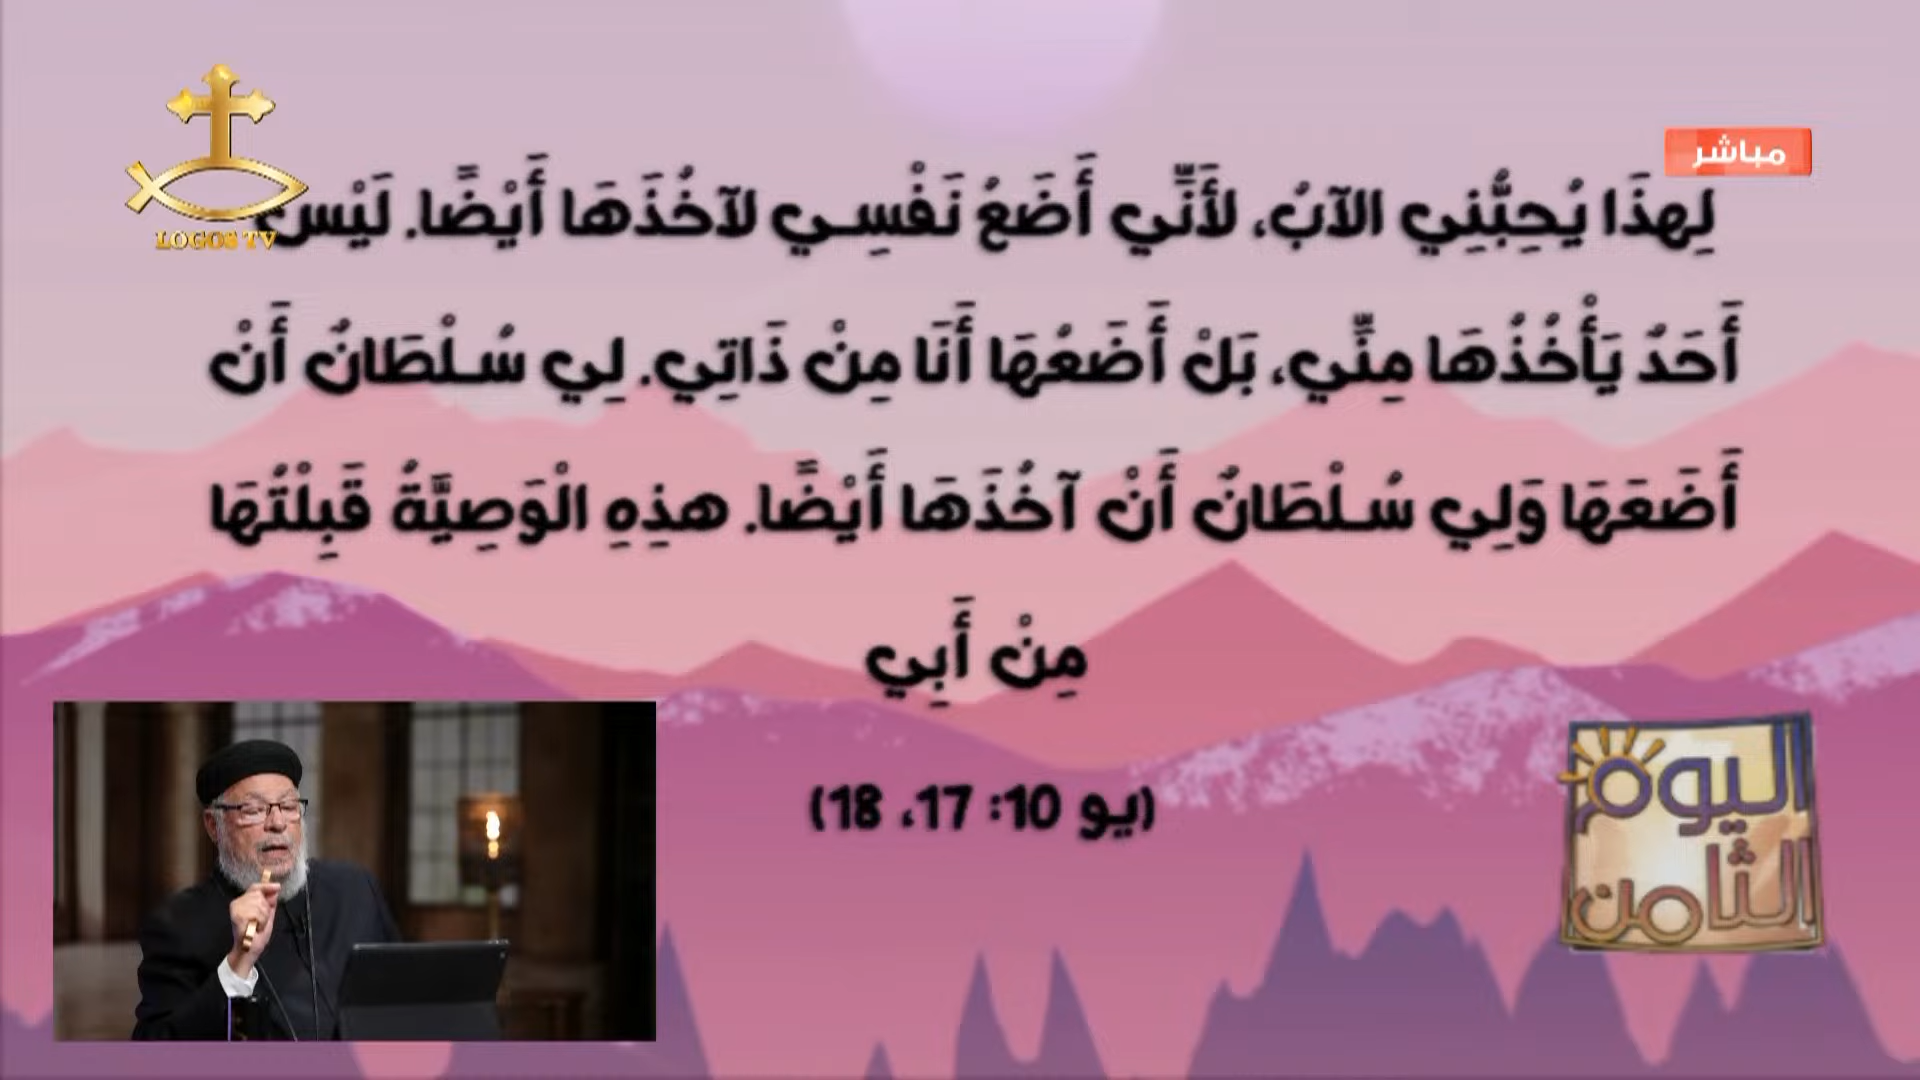 LOGOS TV
مباشر
لِهذَا يُحِبُّنِي الآبُ، لأَنِّي أَضَعُ نَفْسِي لآخُذَهَا أَيْضًا. لَيْسَ
أَحَدٌ يَأْخُذُهَا مِنِّي، بَلْ أَضَعُهَا أَنَا مِنْ ذَاتِي. لِي سُلْطَانٌ أَنْ
أَضَعَهَا وَلِي سُلْطَانٌ أَنْ آخُذَهَا أَيْضًا. هذِهِ الْوَصِيَّةُ قَبِلْتُهَا
مِنْ أَبِي
(يو 10: 17، 18)
اليوم
الثامن